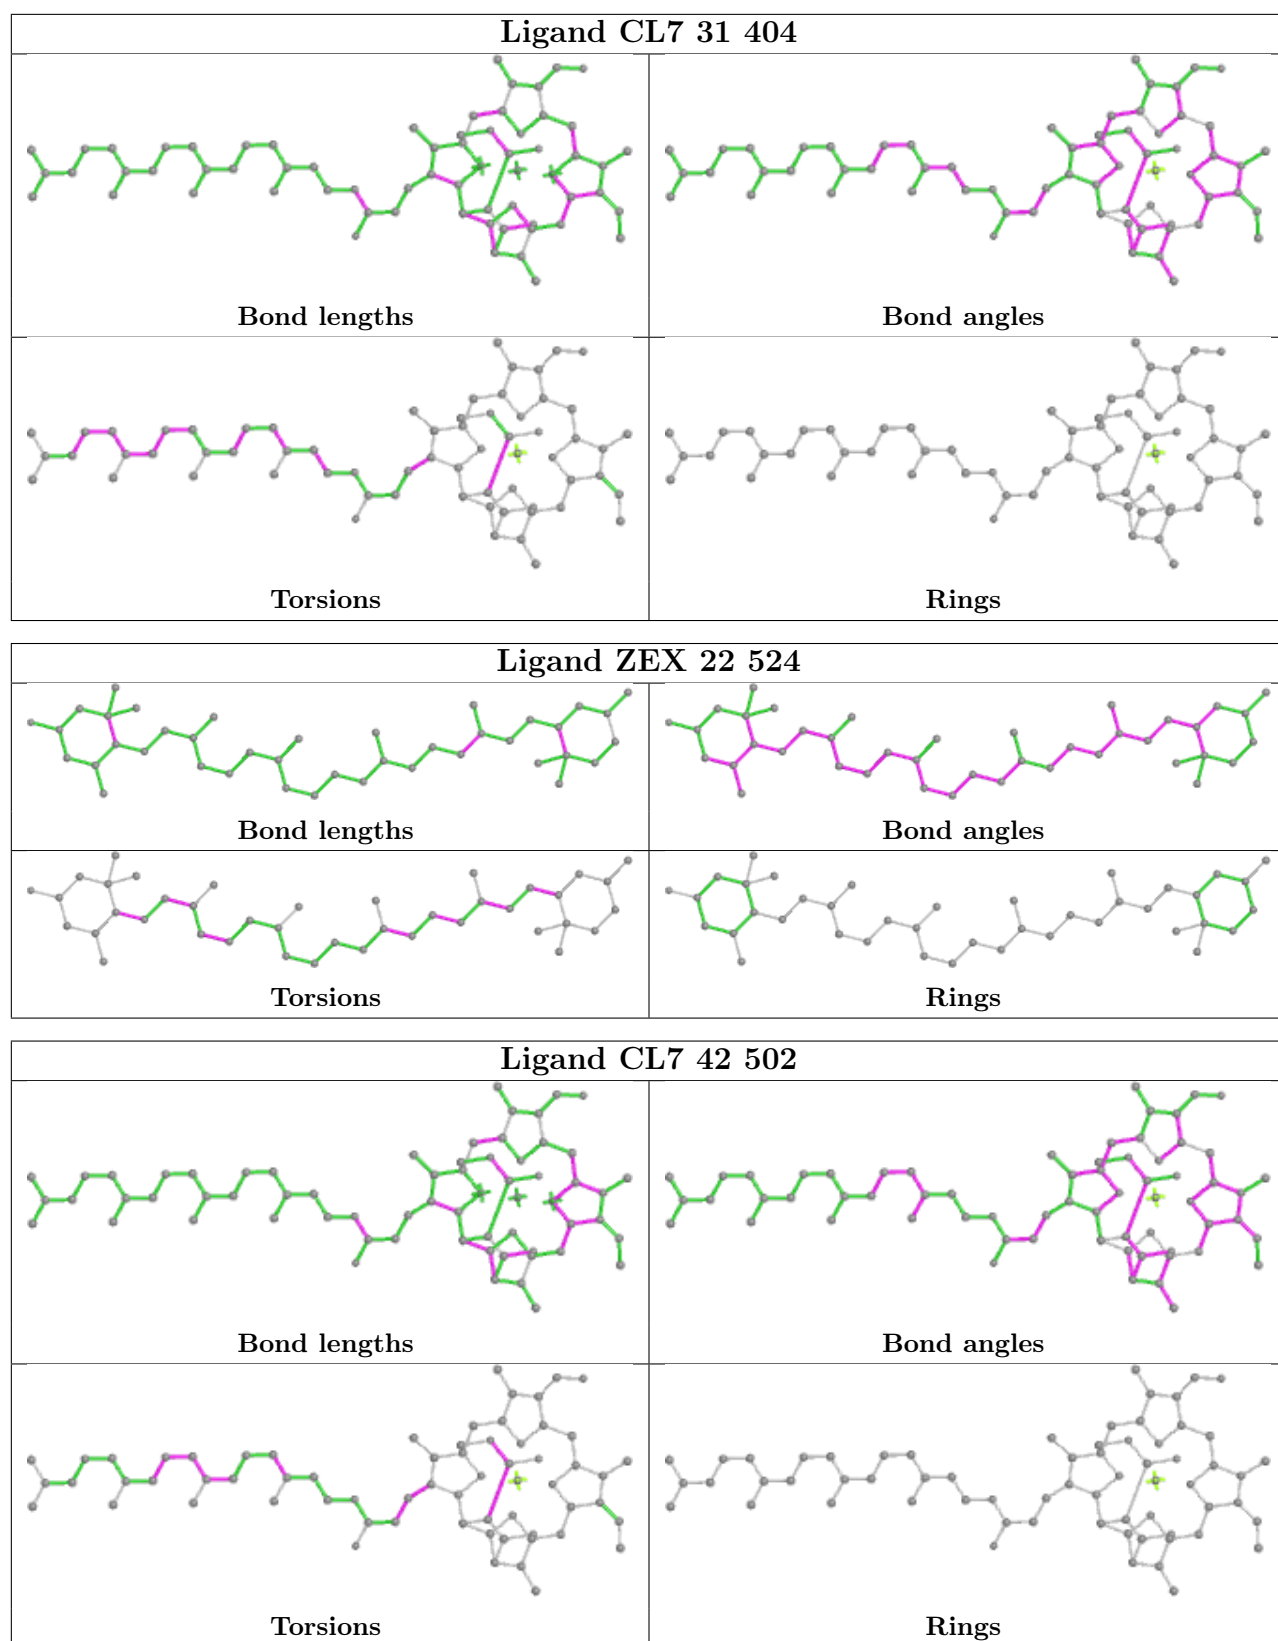 Ligand CL7 31 404
Bond lengths
Bond angles
Torsions
Rings
Ligand ZEX 22 524
Bond lengths
Bond angles
Torsions
Rings
Ligand CL7 42 502
Bond lengths
Bond angles
Torsions
Rings